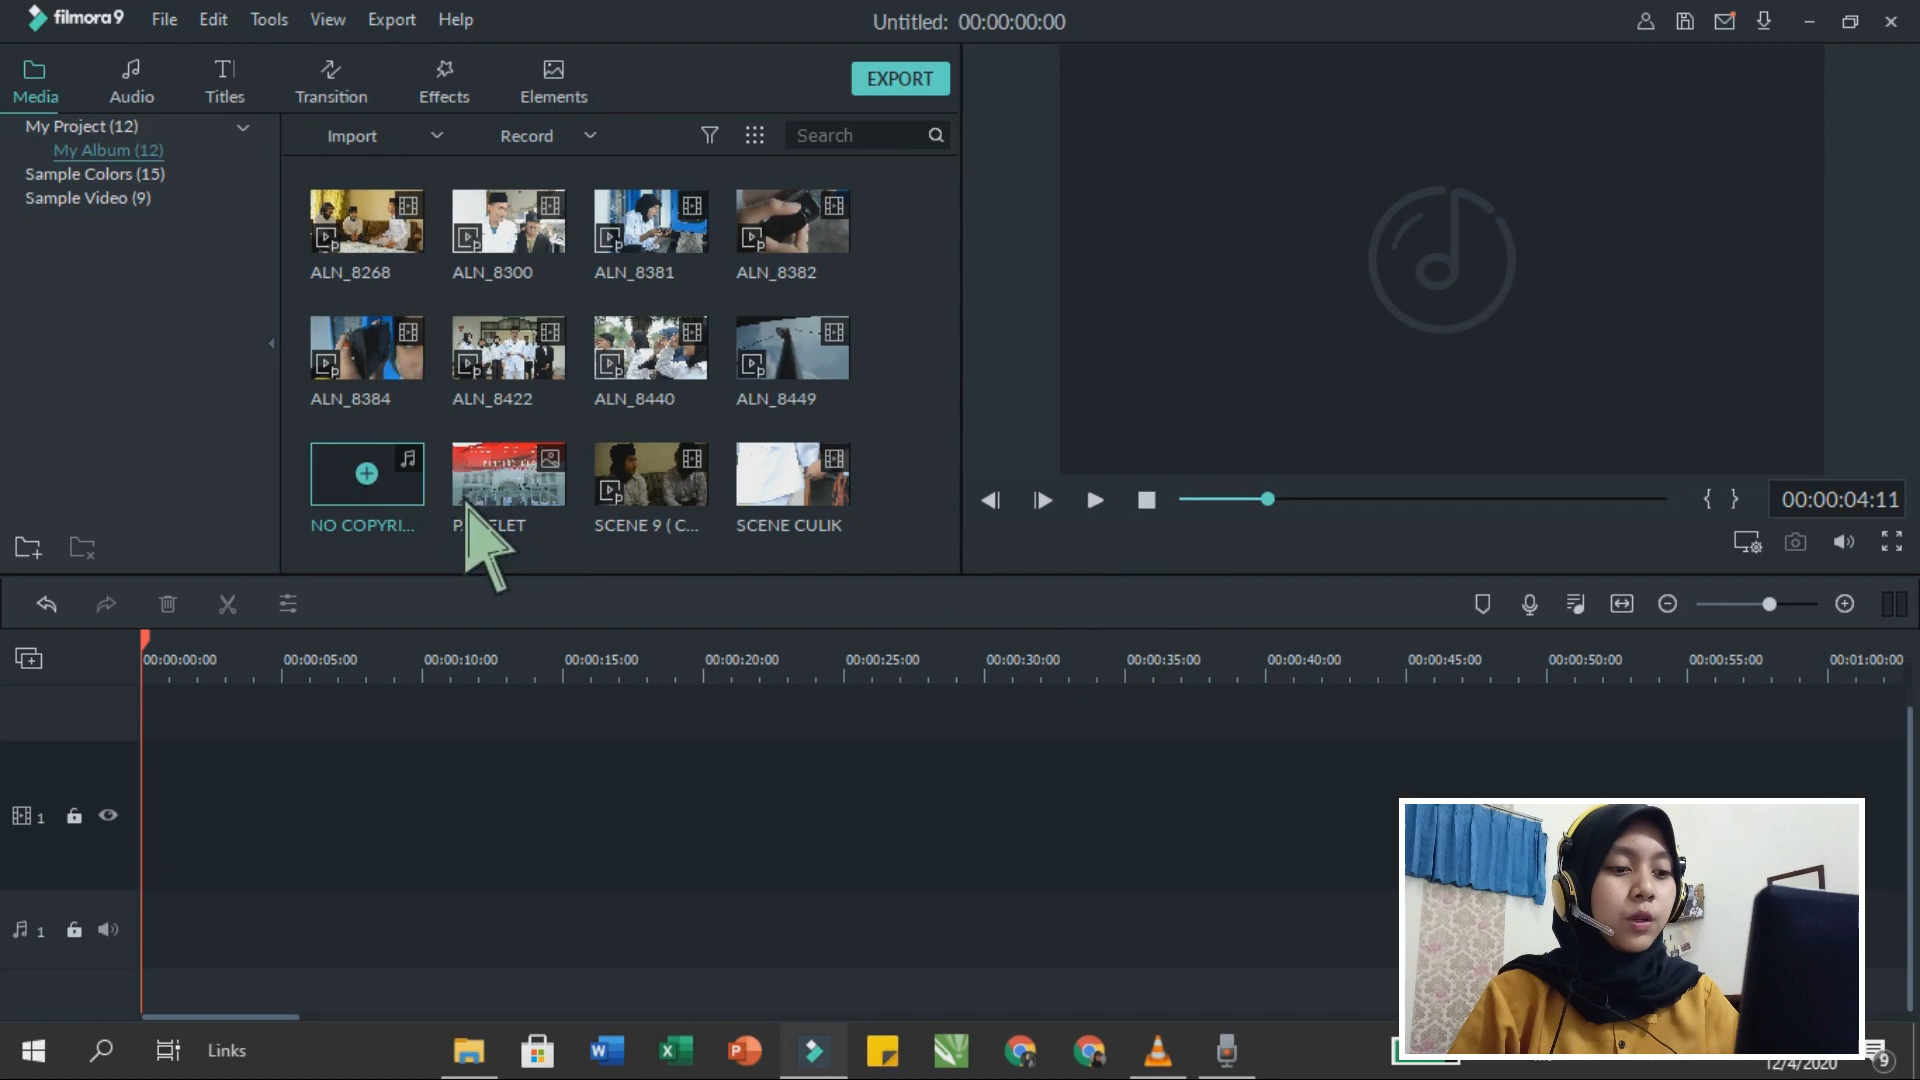 filmora9 File Edit Tools View Export Help Untitled: 00:00:00:00
Media Audio Titles Transition Effects Elements EXPORT
My Project (12)
My Album (12)
Sample Colors (15)
Sample Video (9)
Import Record Search
ALN_8268 ALN_8300 ALN_8381 ALN_8382
ALN_8384 ALN_8422 ALN_8440 ALN_8449
NO COPYRI... SCENE 9 ( C... SCENE CULIK
{ } 00:00:04:11
00:00:00:00 00:00:05:00 00:00:10:00 00:00:15:00 00:00:20:00 00:00:25:00 00:00:30:00 00:00:35:00 00:00:40:00 00:00:45:00 00:00:50:00 00:00:55:00 00:01:00:00
1
1
Links
12/4/2020 9